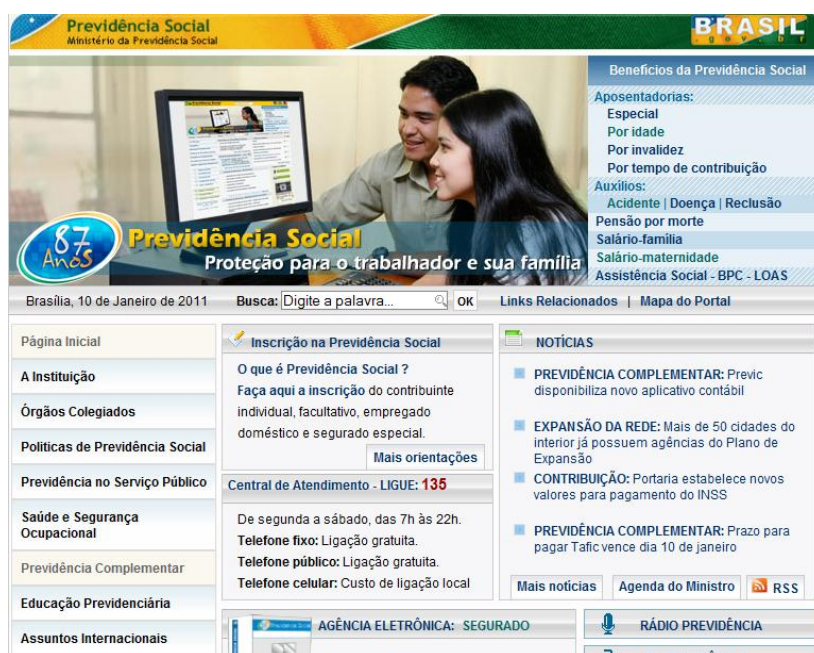 Previdência Social
Ministério da Previdência Social
BRASIL
.gov.br
Benefícios da Previdência Social
Aposentadorias:
Especial
Por idade
Por invalidez
Por tempo de contribuição
Auxílios:
Acidente | Doença | Reclusão
Pensão por morte
Salário-família
Salário-maternidade
Assistência Social - BPC - LOAS
87
Anos
Previdência Social
Proteção para o trabalhador e sua família
Brasília, 10 de Janeiro de 2011
Busca: Digite a palavra... OK
Links Relacionados | Mapa do Portal
Página Inicial
A Instituição
Órgãos Colegiados
Politicas de Previdência Social
Previdência no Serviço Público
Saúde e Segurança
Ocupacional
Previdência Complementar
Educação Previdenciária
Assuntos Internacionais
Inscrição na Previdência Social
O que é Previdência Social ?
Faça aqui a inscrição do contribuinte
individual, facultativo, empregado
doméstico e segurado especial.
Mais orientações
Central de Atendimento - LIGUE: 135
De segunda a sábado, das 7h às 22h.
Telefone fixo: Ligação gratuita.
Telefone público: Ligação gratuita.
Telefone celular: Custo de ligação local
AGÊNCIA ELETRÔNICA: SEGURADO
NOTÍCIAS
PREVIDÊNCIA COMPLEMENTAR: Previc
disponibiliza novo aplicativo contábil
EXPANSÃO DA REDE: Mais de 50 cidades do
interior já possuem agências do Plano de
Expansão
CONTRIBUIÇÃO: Portaria estabelece novos
valores para pagamento do INSS
PREVIDÊNCIA COMPLEMENTAR: Prazo para
pagar Tafic vence dia 10 de janeiro
Mais notícias
Agenda do Ministro
RSS
RÁDIO PREVIDÊNCIA